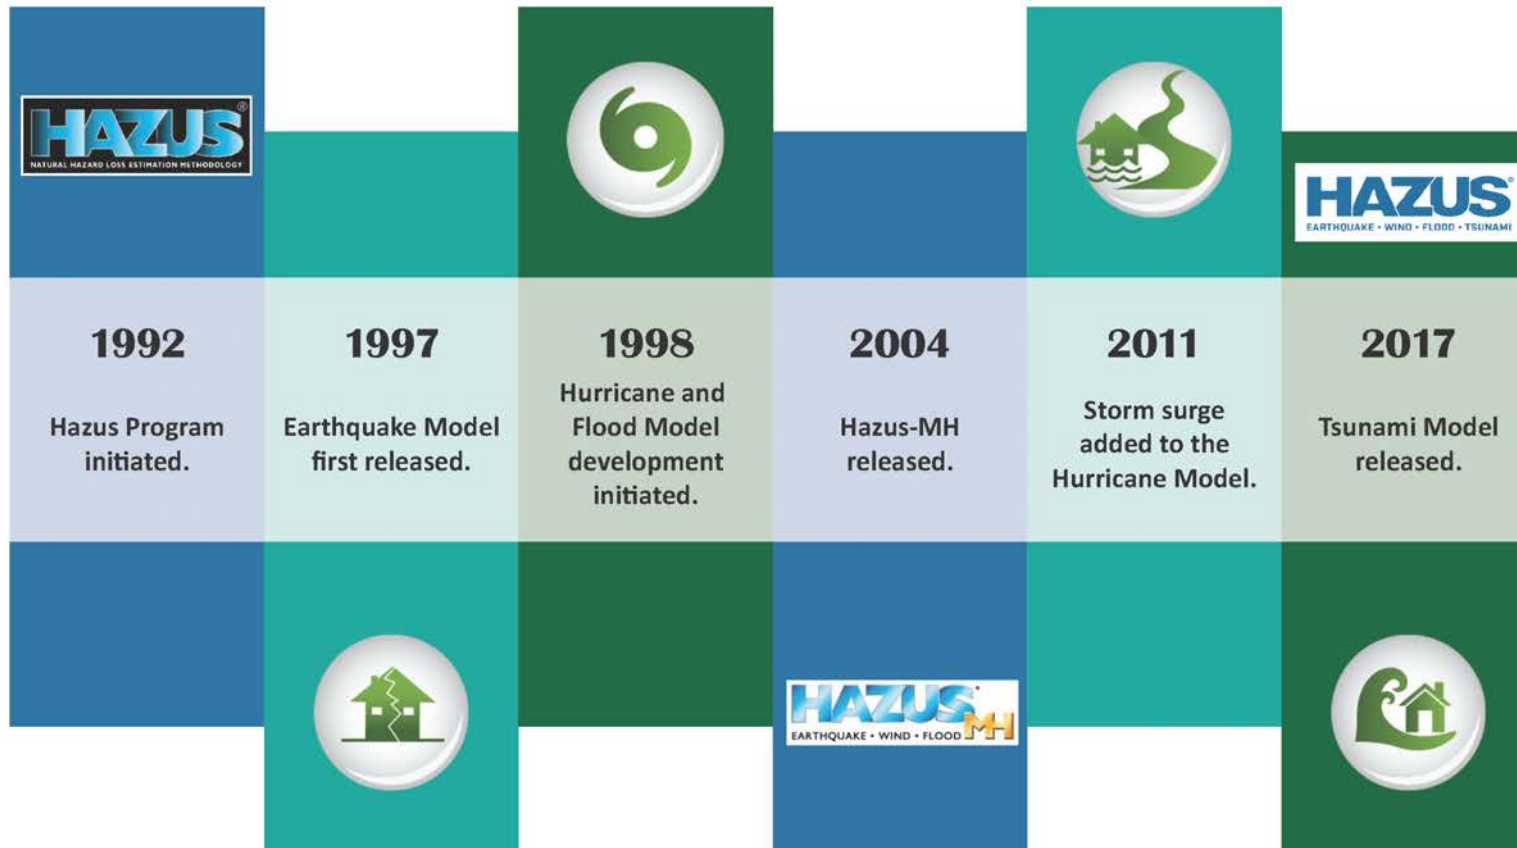 HAZUS®
NATURAL HAZARD LOSS ESTIMATION METHODOLOGY
1992
Hazus Program
initiated.
1997
Earthquake Model
first released.
1998
Hurricane and
Flood Model
development
initiated.
2004
Hazus-MH
released.
HAZUS MH
EARTHQUAKE • WIND • FLOOD
2011
Storm surge
added to the
Hurricane Model.
HAZUS®
EARTHQUAKE • WIND • FLOOD • TSUNAMI
2017
Tsunami Model
released.